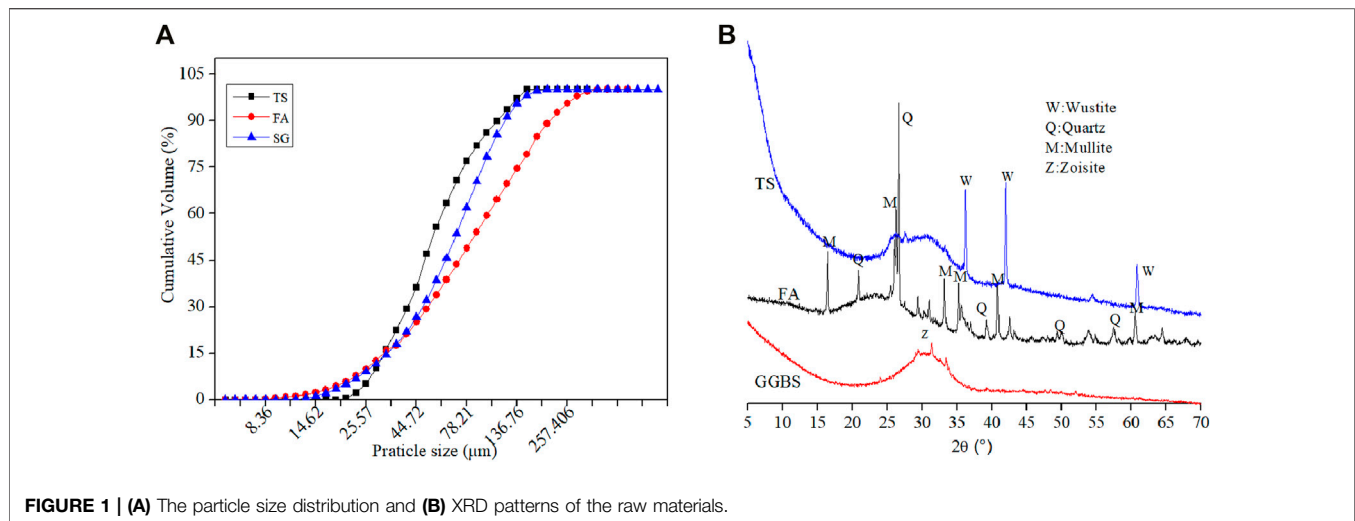 A
105
90
75
60
45
30
15
0
Cumulative Volume (%)
TS
FA
SG
8.36
14.62
25.57
44.72
78.21
136.76
257.406
Praticle size (μm)
B
W:Wustite
Q:Quartz
M:Mullite
Z:Zoisite
TS
FA
GGBS
M
Q
M
Q
W
W
W
M
M
M
Q
Q
Q
M
Z
5 10 15 20 25 30 35 40 45 50 55 60 65 70
2θ (°)
FIGURE 1 | (A) The particle size distribution and (B) XRD patterns of the raw materials.